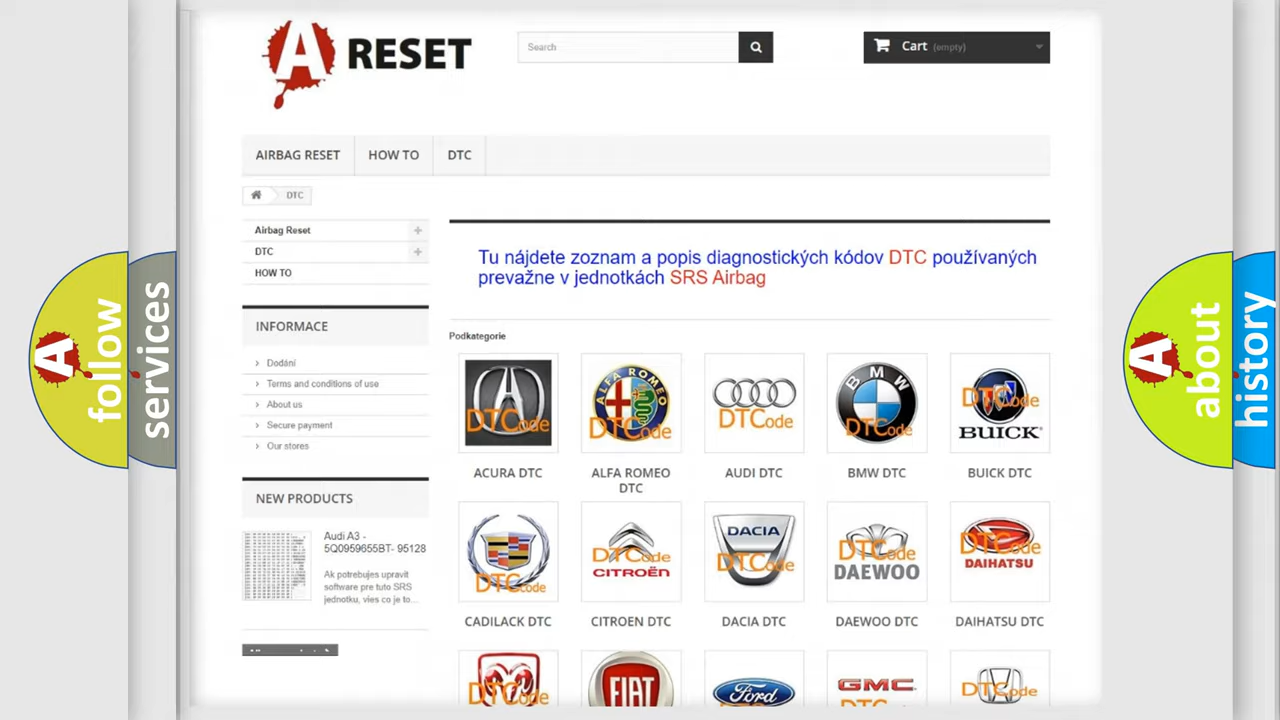 A RESET
Search
Cart (empty)
AIRBAG RESET
HOW TO
DTC
DTC
Airbag Reset
DTC
HOW TO
INFORMACE
Dodání
Terms and conditions of use
About us
Secure payment
Our stores
NEW PRODUCTS
Audi A3 -
5Q0959655BT- 95128
Ak potrebujes upravit
software pre tuto SRS
jednotku, vies co je to...
Tu nájdete zoznam a popis diagnostických kódov DTC používaných
prevažne v jednotkách SRS Airbag
Podkategorie
DTCode
ALFA ROMEO
DTCode
DTCode
BMW
DTCode
DTCode
BUICK
ACURA DTC
ALFA ROMEO
DTC
AUDI DTC
BMW DTC
BUICK DTC
DTCode
DTCode
CITROËN
DACIA
DTCode
DTCode
DAEWOO
DTCode
DAIHATSU
CADILACK DTC
CITROEN DTC
DACIA DTC
DAEWOO DTC
DAIHATSU DTC
DTCode
FIAT
Ford
GMC
DTCode
A
follow
services
A
about
history